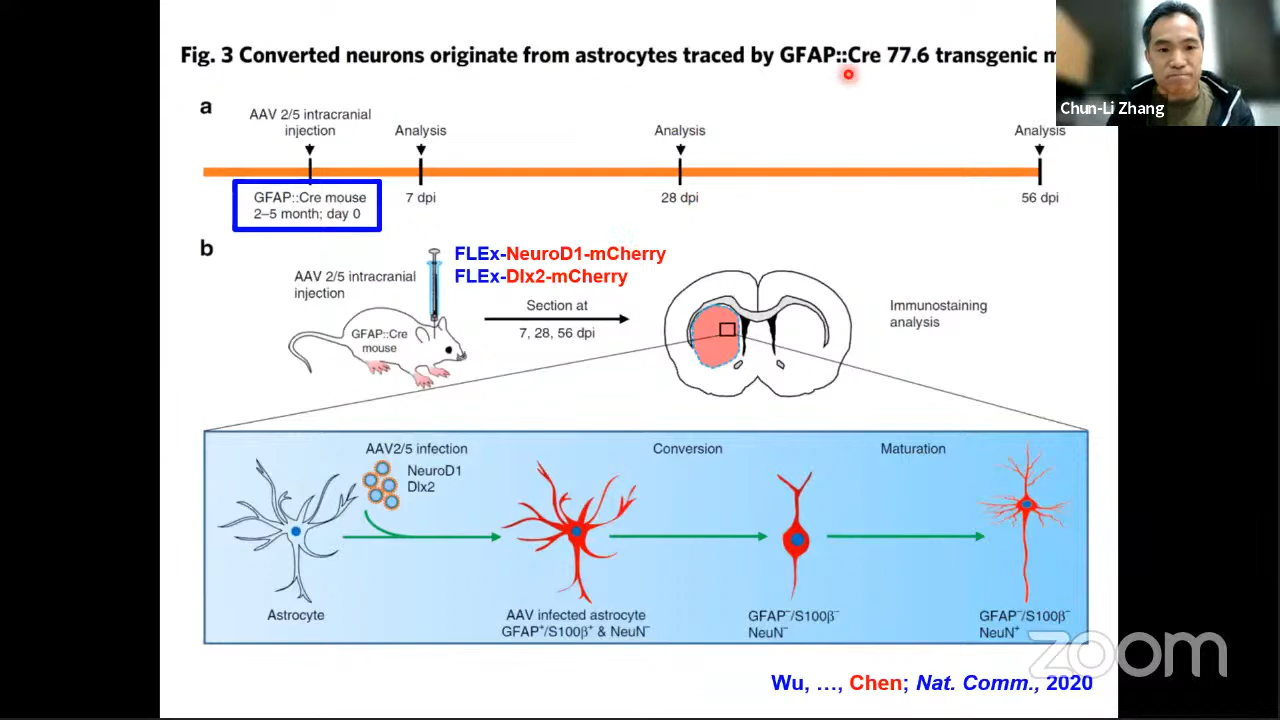 Fig. 3 Converted neurons originate from astrocytes traced by GFAP::Cre 77.6 transgenic
Chun-Li Zhang
a
AAV 2/5 intracranial
injection
Analysis
Analysis
Analysis
GFAP::Cre mouse
2–5 month; day 0
7 dpi
28 dpi
56 dpi
b
AAV 2/5 intracranial
injection
FLEx-NeuroD1-mCherry
FLEx-Dlx2-mCherry
Section at
7, 28, 56 dpi
GFAP::Cre
mouse
Immunostaining
analysis
AAV2/5 infection
NeuroD1
Dlx2
Conversion
Maturation
Astrocyte
AAV infected astrocyte
GFAP⁺/S100β⁺ & NeuN⁻
GFAP⁻/S100β⁻
NeuN⁻
GFAP⁻/S100β⁻
NeuN⁺
zoom
Wu, …, Chen; Nat. Comm., 2020